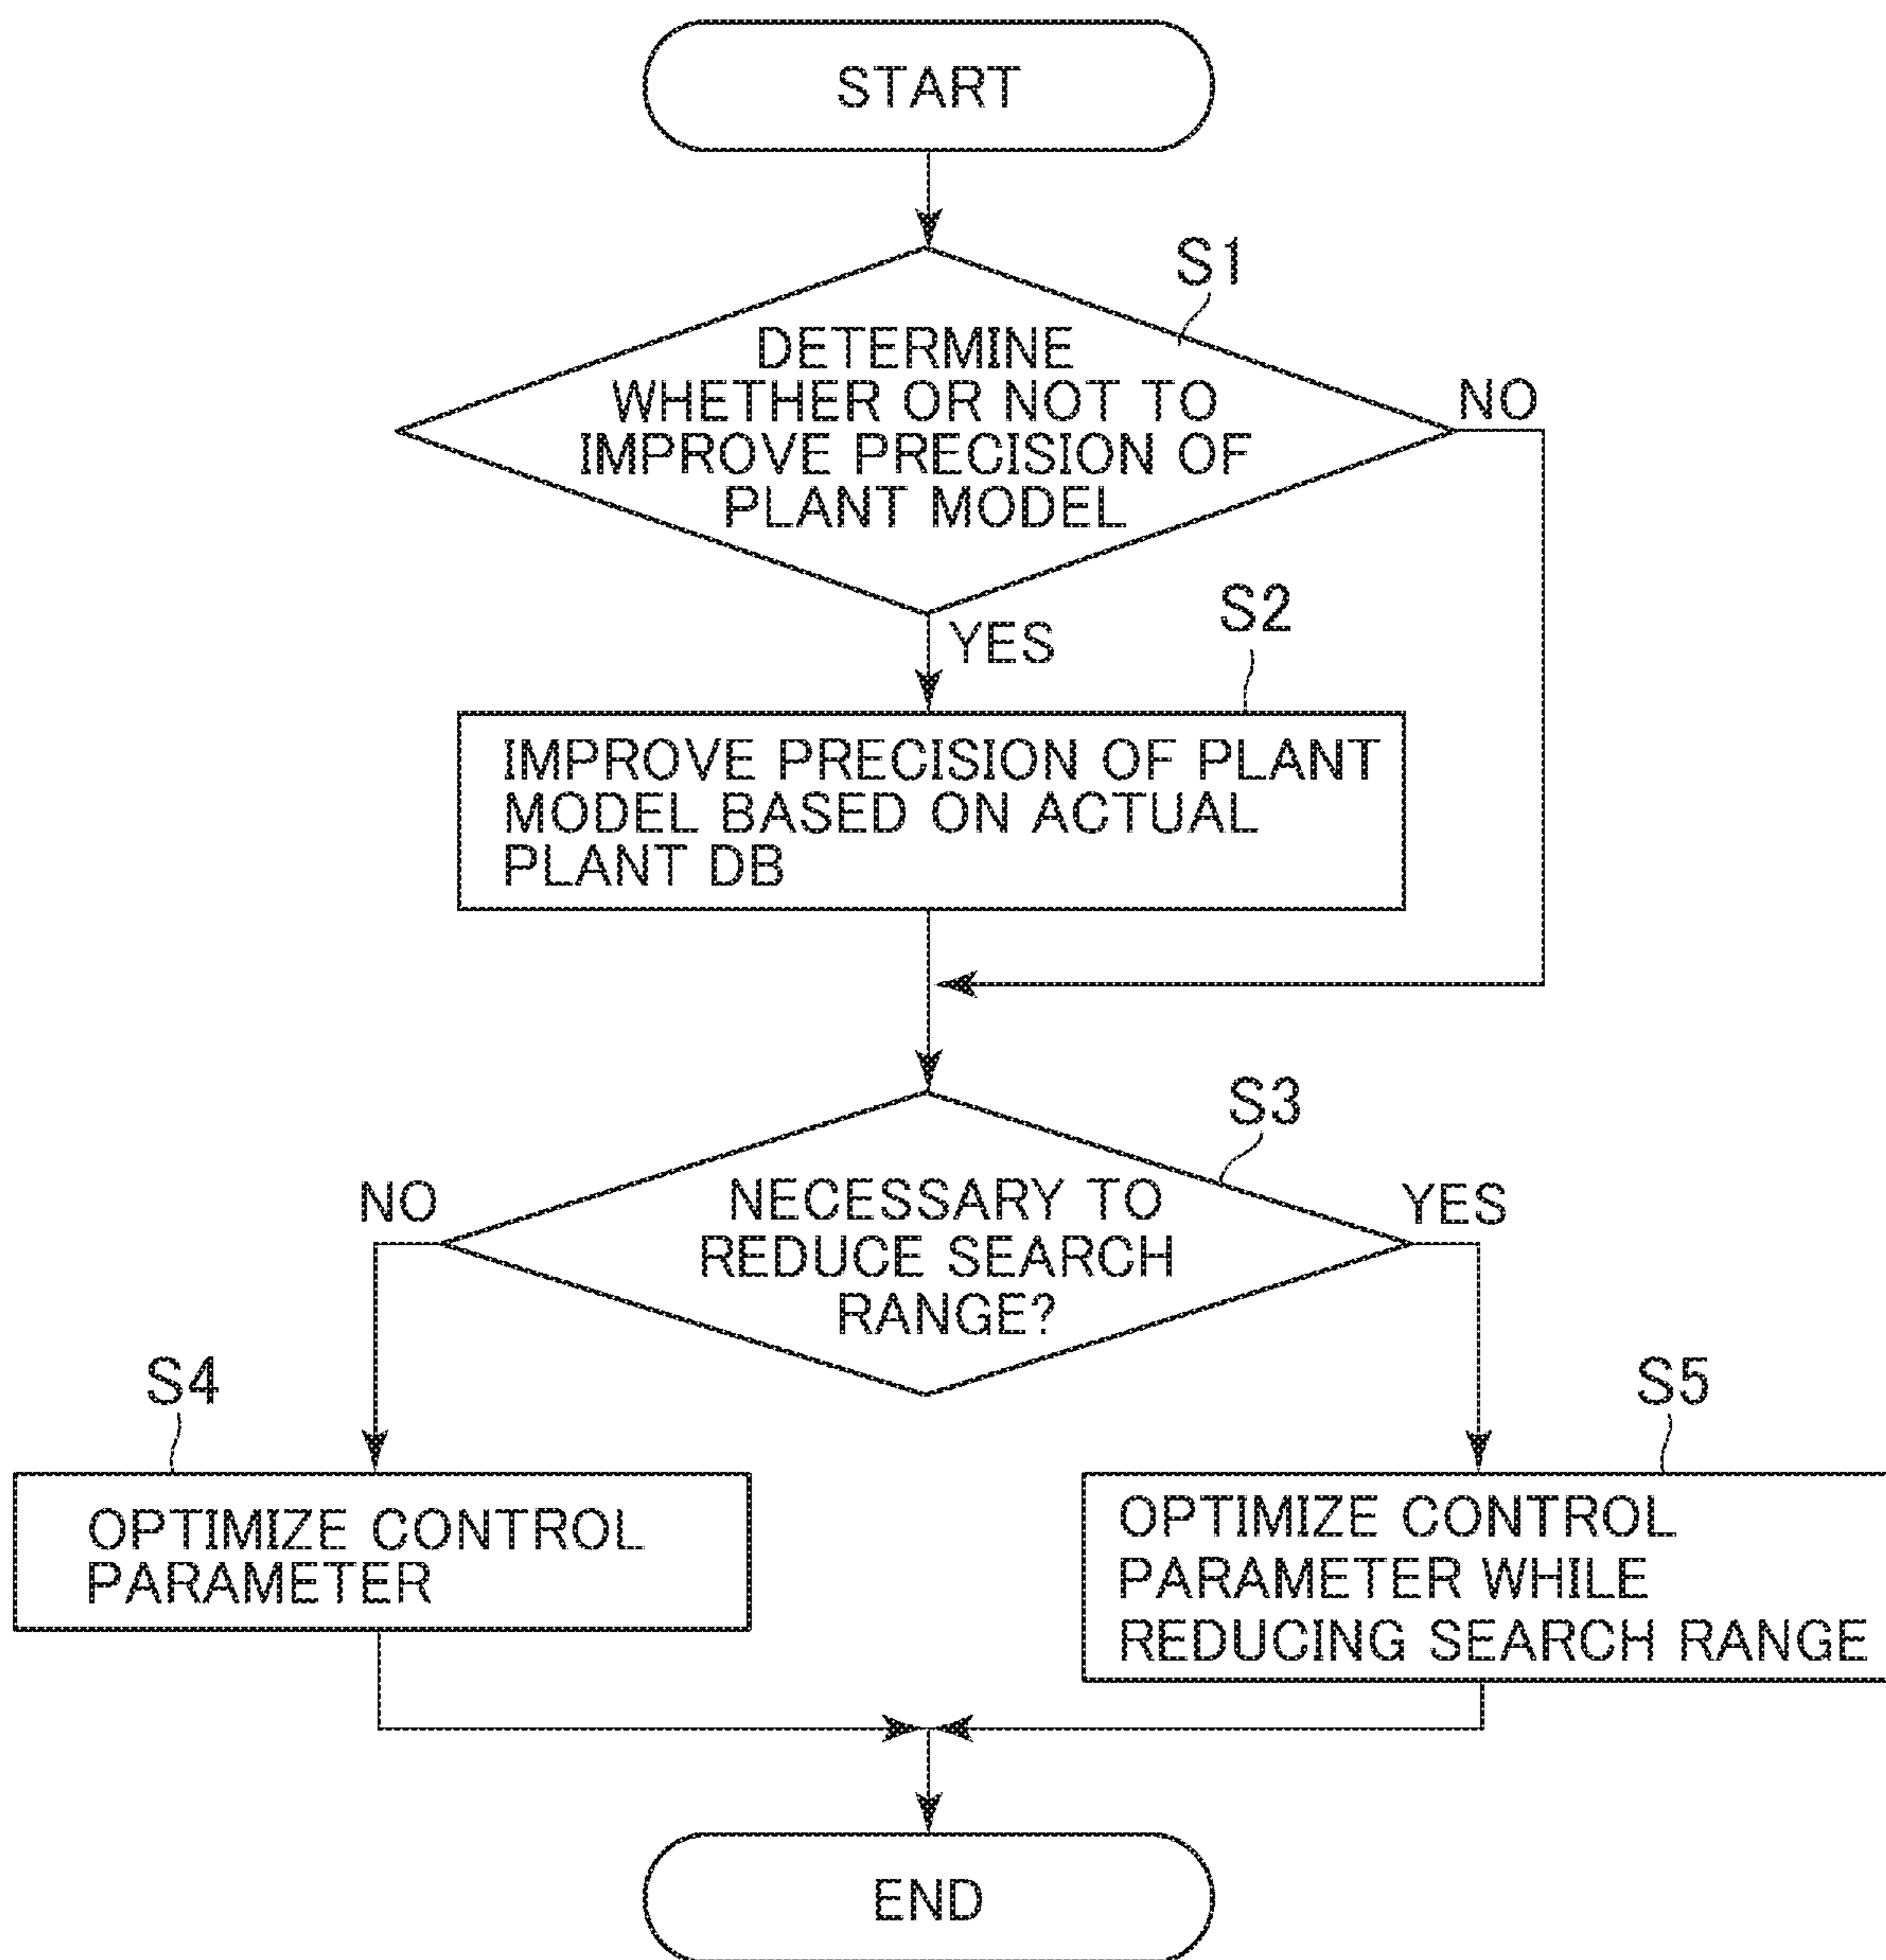 START
S1
DETERMINE
WHETHER OR NOT TO
IMPROVE PRECISION OF
PLANT MODEL
NO
YES
S2
IMPROVE PRECISION OF PLANT
MODEL BASED ON ACTUAL
PLANT DB
S3
NECESSARY TO
REDUCE SEARCH
RANGE?
NO
YES
S4
OPTIMIZE CONTROL
PARAMETER
S5
OPTIMIZE CONTROL
PARAMETER WHILE
REDUCING SEARCH RANGE
END